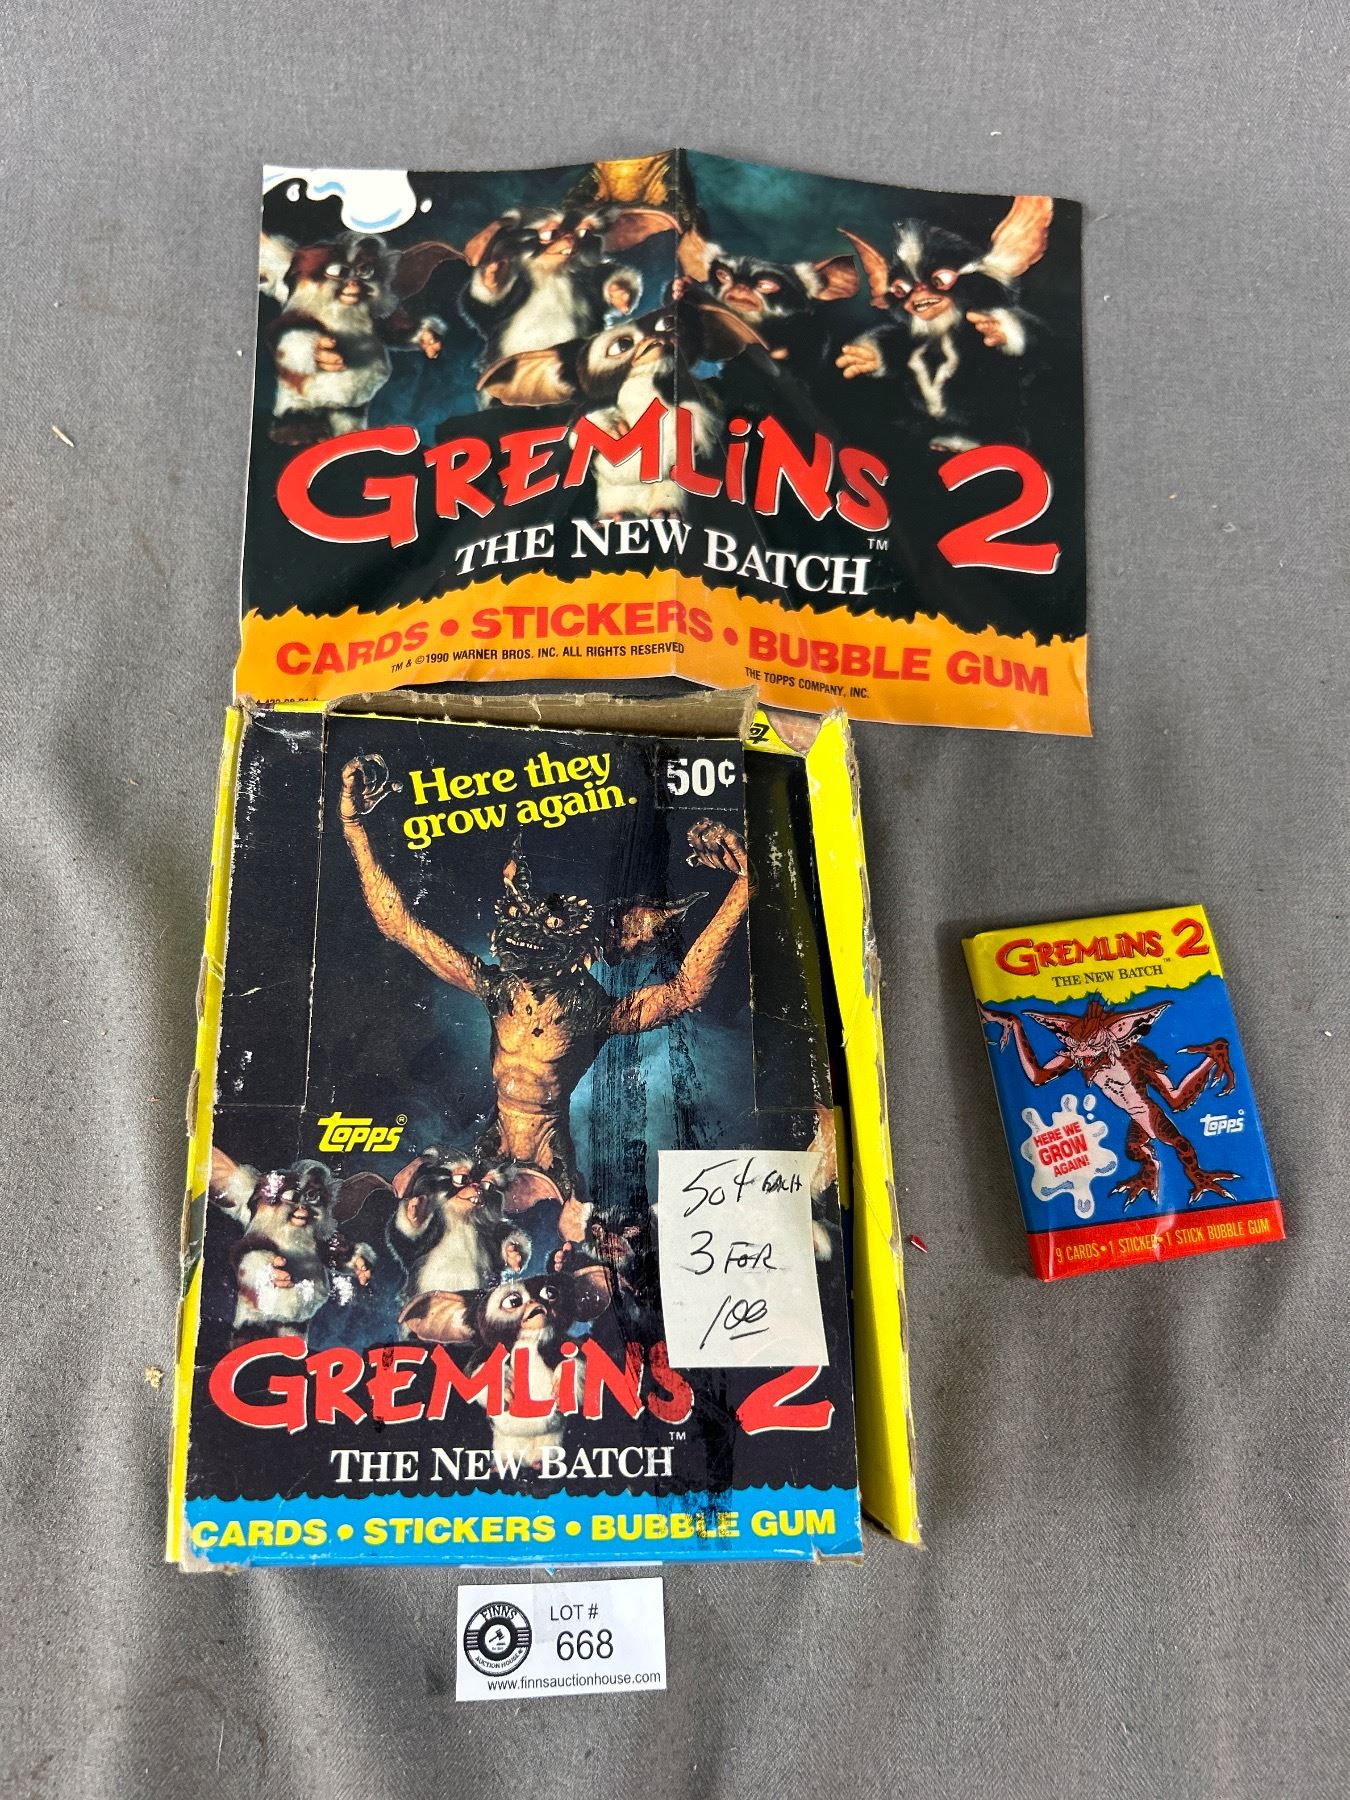 GREMLiNS 2
THE NEW BATCH™
CARDS • STICKERS • BUBBLE GUM
TM & © 1990 WARNER BROS. INC. ALL RIGHTS RESERVED
THE TOPPS COMPANY, INC.
Here they
grow again.
50¢
topps®
50¢ EACH
3 FOR
1.00
GREMLiNS 2
THE NEW BATCH™
CARDS • STICKERS • BUBBLE GUM
GREMLiNS 2
THE NEW BATCH™
HERE WE
GROW
AGAIN!
topps®
9 CARDS • 1 STICKER • 1 STICK BUBBLE GUM
FINNS
AUCTION HOUSE
LOT #
668
www.finnsauctionhouse.com